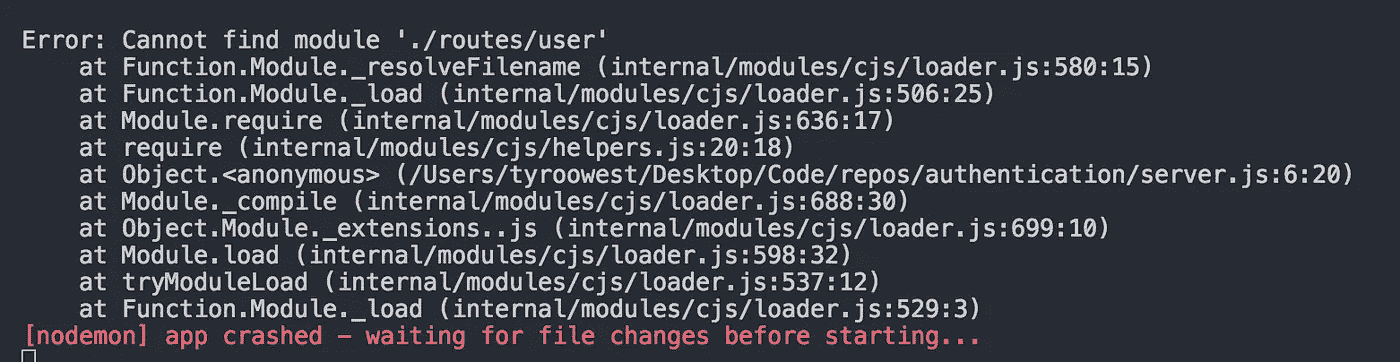 Error: Cannot find module './routes/user'
    at Function.Module._resolveFilename (internal/modules/cjs/loader.js:580:15)
    at Function.Module._load (internal/modules/cjs/loader.js:506:25)
    at Module.require (internal/modules/cjs/loader.js:636:17)
    at require (internal/modules/cjs/helpers.js:20:18)
    at Object.<anonymous> (/Users/tyroowest/Desktop/Code/repos/authentication/server.js:6:20)
    at Module._compile (internal/modules/cjs/loader.js:688:30)
    at Object.Module._extensions..js (internal/modules/cjs/loader.js:699:10)
    at Module.load (internal/modules/cjs/loader.js:598:32)
    at tryModuleLoad (internal/modules/cjs/loader.js:537:12)
    at Function.Module._load (internal/modules/cjs/loader.js:529:3)
[nodemon] app crashed – waiting for file changes before starting...